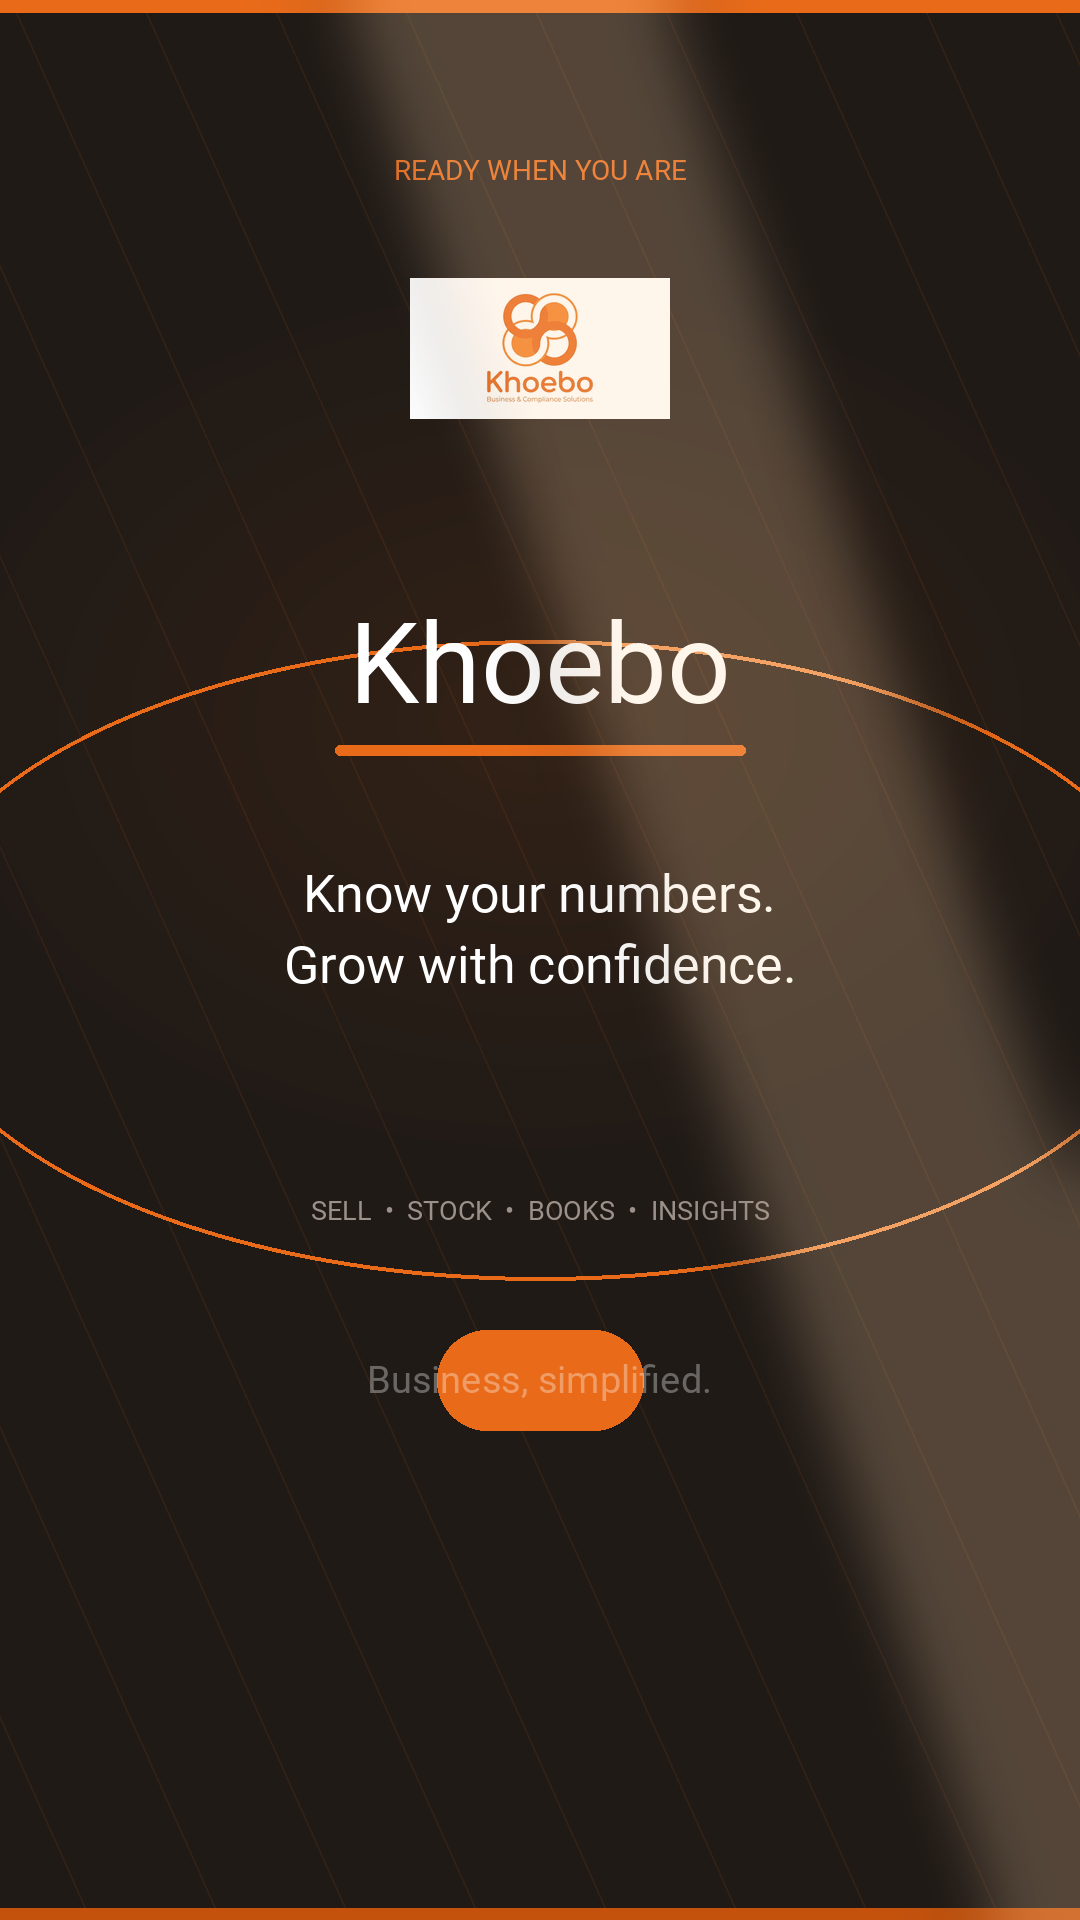 READY WHEN YOU ARE
Khoebo
Business & Compliance Solutions
Khoebo
Know your numbers.
Grow with confidence.
SELL • STOCK • BOOKS • INSIGHTS
Business, simplified.